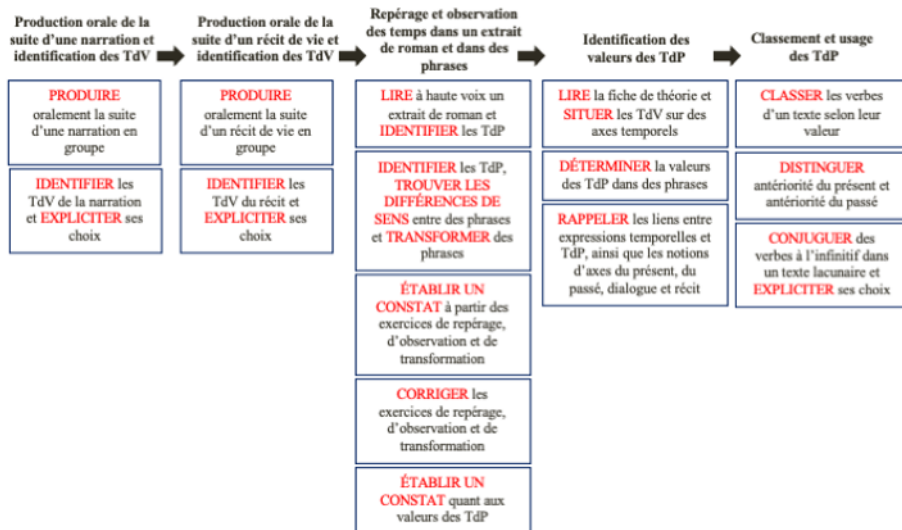 Production orale de la
suite d'une narration et
identification des TdV
Production orale de la
suite d'un récit de vie et
identification des TdV
Repérage et observation
des temps dans un extrait
de roman et dans des
phrases
Identification des
valeurs des TdP
Classement et usage
des TdP
PRODUIRE
oralement la suite
d'une narration en
groupe
IDENTIFIER les
TdV de la narration
et EXPLICITER ses
choix
PRODUIRE
oralement la suite
d'un récit de vie en
groupe
IDENTIFIER les
TdV du récit et
EXPLICITER ses
choix
LIRE à haute voix un
extrait de roman et
IDENTIFIER les TdP
IDENTIFIER les TdP,
TROUVER LES
DIFFÉRENCES DE
SENS entre des phrases
et TRANSFORMER des
phrases
ÉTABLIR UN
CONSTAT à partir des
exercices de repérage,
d'observation et de
transformation
CORRIGER les
exercices de repérage,
d'observation et de
transformation
ÉTABLIR UN
CONSTAT quant aux
valeurs des TdP
LIRE la fiche de théorie et
SITUER les TdV sur des
axes temporels
DÉTERMINER la valeurs
des TdP dans des phrases
RAPPELER les liens entre
expressions temporelles et
TdP, ainsi que les notions
d'axes du présent, du
passé, dialogue et récit
CLASSER les verbes
d'un texte selon leur
valeur
DISTINGUER
antériorité du présent et
antériorité du passé
CONJUGUER des
verbes à l'infinitif dans
un texte lacunaire et
EXPLICITER ses choix